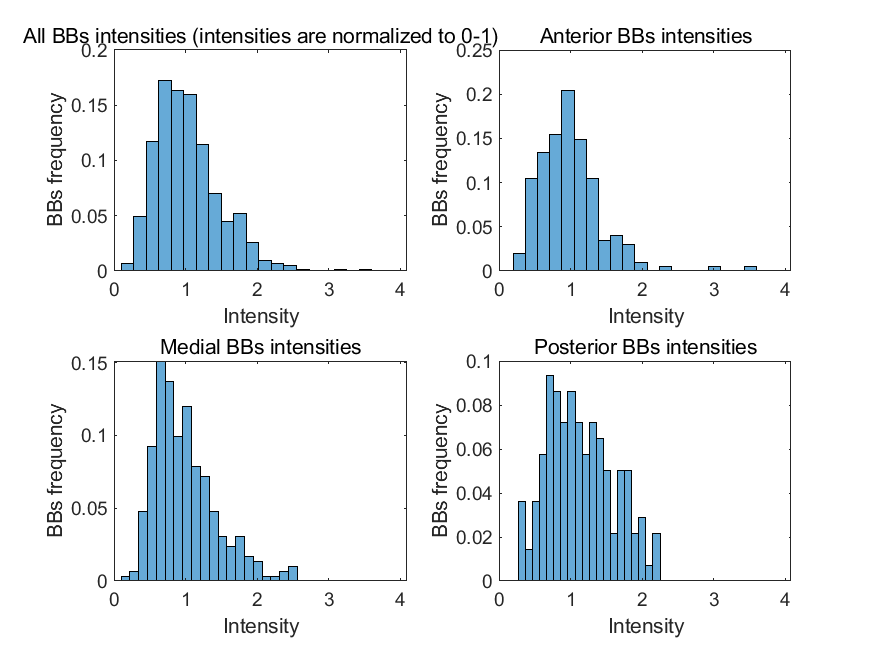 All BBs intensities (intensities are normalized to 0-1)
0.2
0.15
0.1
0.05
0
BBs frequency
0 1 2 3 4
Intensity
Anterior BBs intensities
0.25
0.2
0.15
0.1
0.05
0
BBs frequency
0 1 2 3 4
Intensity
Medial BBs intensities
0.15
0.1
0.05
0
BBs frequency
0 1 2 3 4
Intensity
Posterior BBs intensities
0.1
0.08
0.06
0.04
0.02
0
BBs frequency
0 1 2 3 4
Intensity